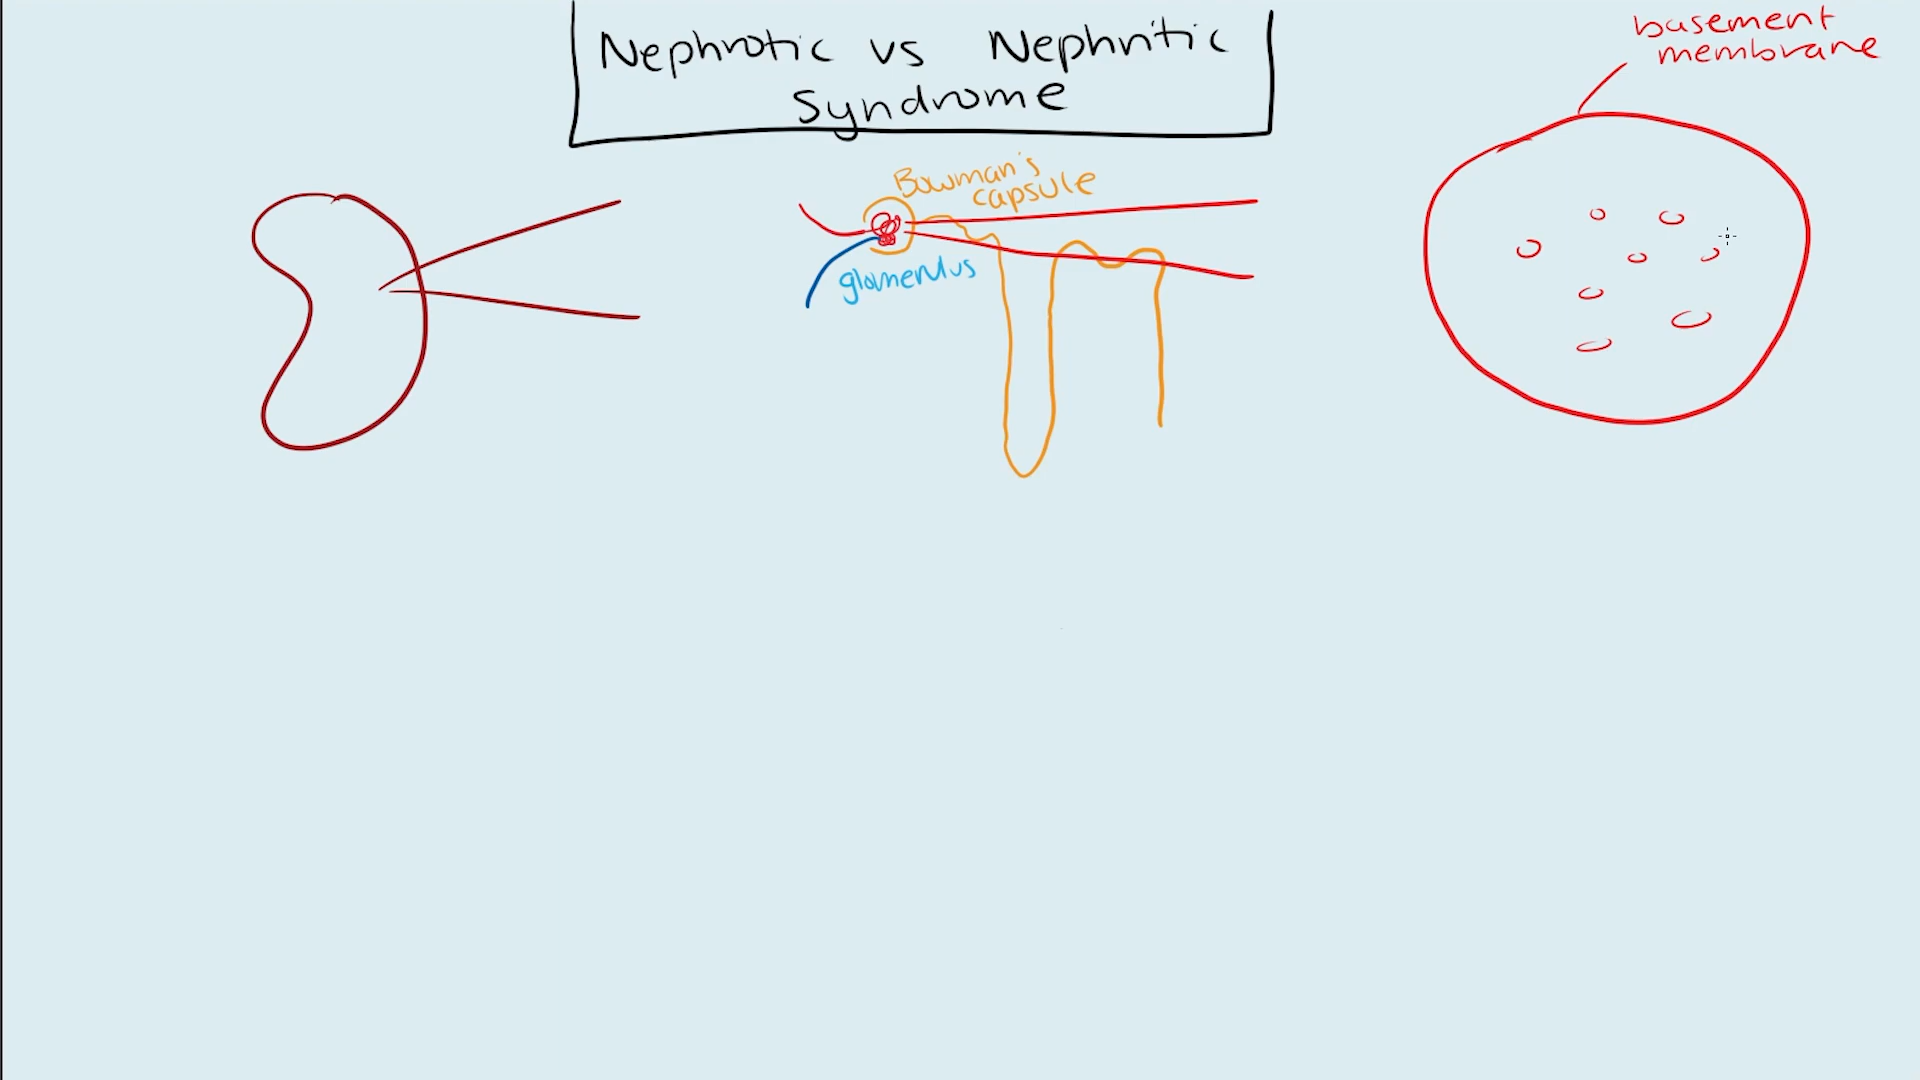 Nephrotic vs Nephritic
Syndrome
basement
membrane
Bowman's
capsule
glomerulus